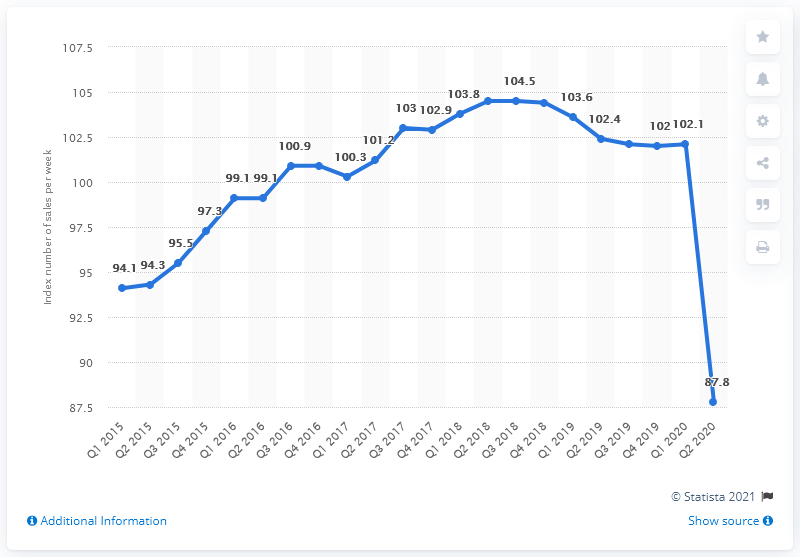 107.5
105
102.5
100
97.5
95
92.5
90
87.5
Index number of sales per week
94.1 94.3 95.5 97.3 99.1 99.1 100.9 100.3 101.2 103 102.9 103.8 104.5 103.6 102.4 102 102.1 87.8
Q1 2015 Q2 2015 Q3 2015 Q4 2015 Q1 2016 Q2 2016 Q3 2016 Q4 2016 Q1 2017 Q2 2017 Q3 2017 Q4 2017 Q1 2018 Q2 2018 Q3 2018 Q4 2018 Q1 2019 Q2 2019 Q3 2019 Q4 2019 Q1 2020 Q2 2020
© Statista 2021
Additional Information
Show source